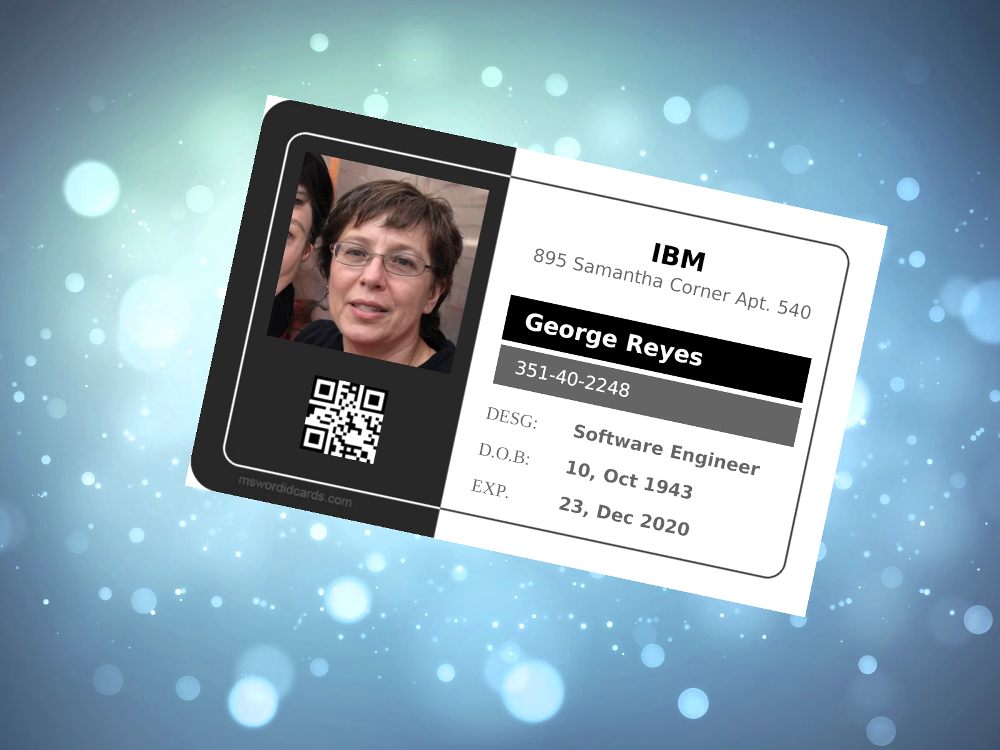 IBM
895 Samantha Corner Apt. 540
George Reyes
351-40-2248
DESG: Software Engineer
D.O.B: 10, Oct 1943
EXP. 23, Dec 2020
mswordidcards.com